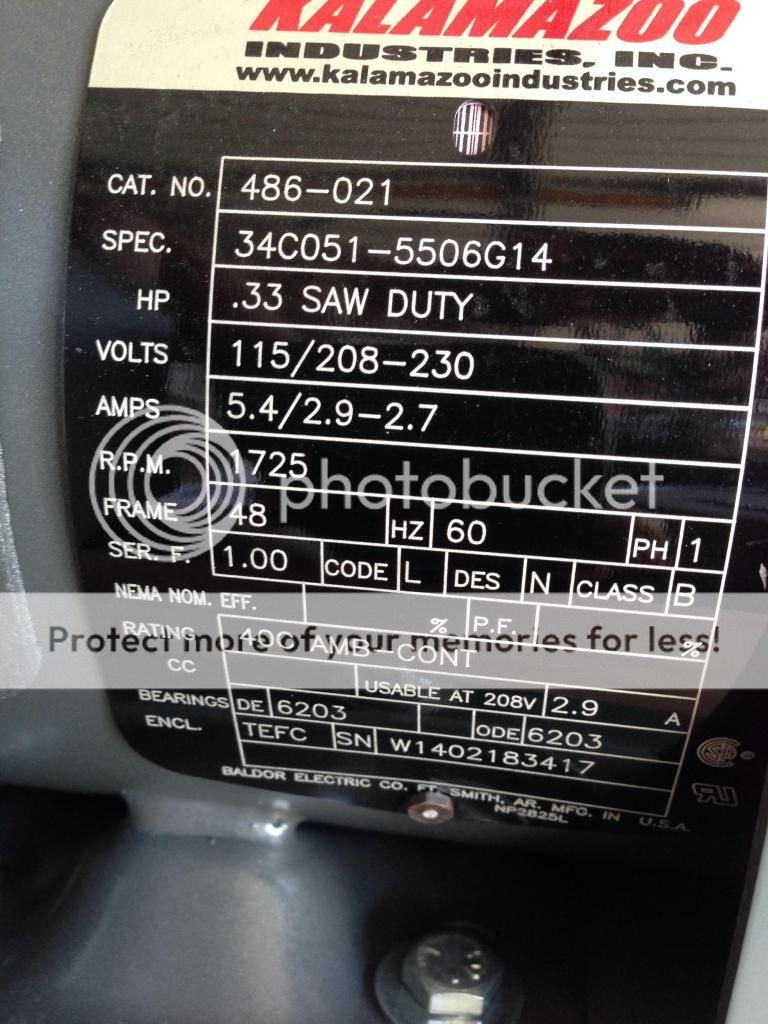 KALAMAZOO
INDUSTRIES, INC.
www.kalamazooindustries.com
CAT. NO. 486-021
SPEC. 34C051-5506G14
HP .33 SAW DUTY
VOLTS 115/208-230
AMPS 5.4/2.9-2.7
R.P.M. 1725
photobucket
FRAME 48 HZ 60 PH 1
SER. F. 1.00 CODE L DES N CLASS B
NEMA NOM. EFF. % P.F. %
Protect more of your memories for less!
RATING 40C AMB-CONT
CC USABLE AT 208V 2.9 A
BEARINGS DE 6203 ODE 6203
ENCL. TEFC SN W1402183417
BALDOR ELECTRIC CO. FT. SMITH, AR. MFG. IN U.S.A.
NP2825L